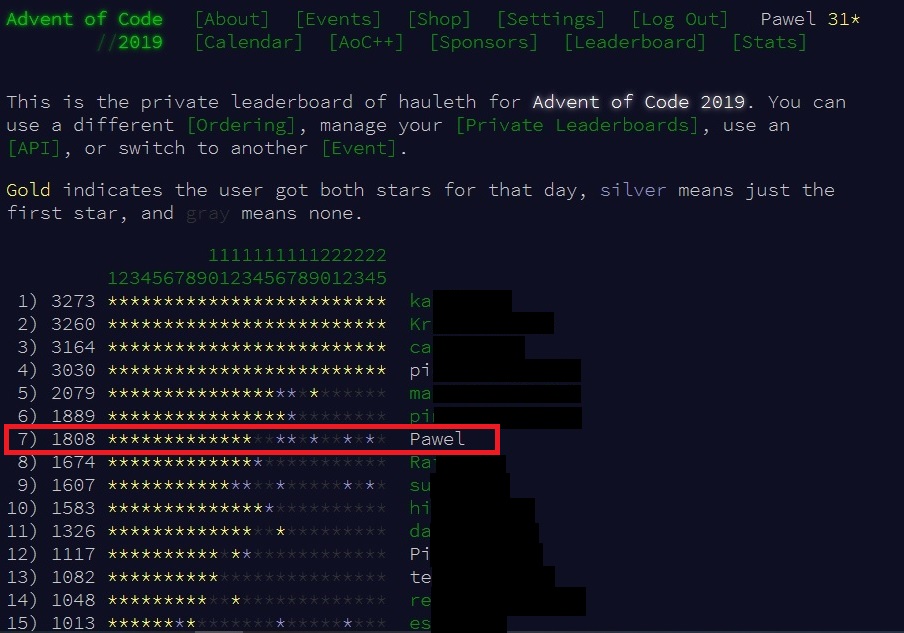 Advent of Code [About] [Events] [Shop] [Settings] [Log Out] Pawel 31*
//2019 [Calendar] [AoC++] [Sponsors] [Leaderboard] [Stats]
This is the private leaderboard of hauleth for Advent of Code 2019. You can
use a different [Ordering], manage your [Private Leaderboards], use an
[API], or switch to another [Event].
Gold indicates the user got both stars for that day, silver means just the
first star, and gray means none.
1111111111222222
1234567890123456789012345
1) 3273 ************************* ka
2) 3260 ************************* Kr
3) 3164 ************************* ca
4) 3030 ************************* pi
5) 2079 ************************* ma
6) 1889 ************************* pi
7) 1808 ************************* Pawel
8) 1674 ************************* Ra
9) 1607 ************************* su
10) 1583 ************************* hi
11) 1326 ************************* da
12) 1117 ************************* Pi
13) 1082 ************************* te
14) 1048 ************************* re
15) 1013 ************************* es